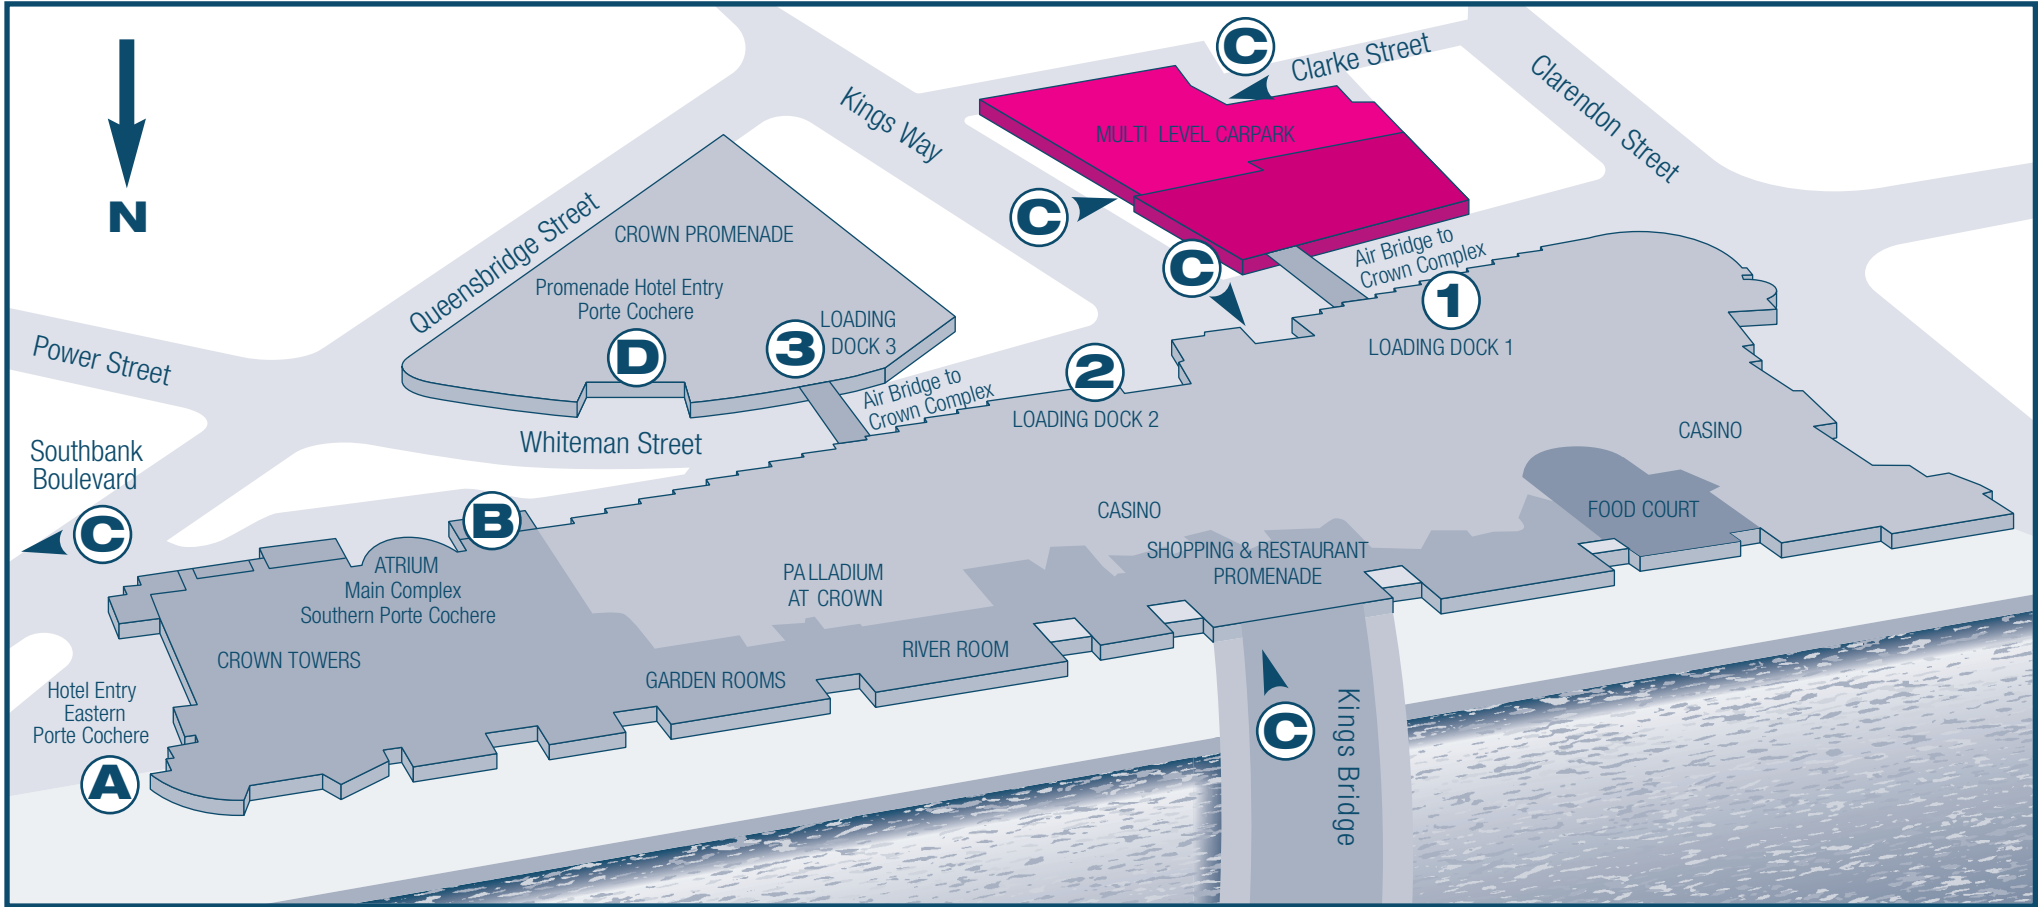 N
C
Clarke Street
Clarendon Street
Kings Way
MULTI LEVEL CARPARK
C
C
Air Bridge to
Crown Complex
1
LOADING DOCK 1
Queensbridge Street
CROWN PROMENADE
Promenade Hotel Entry
Porte Cochere
D
3
LOADING
DOCK 3
2
LOADING DOCK 2
Air Bridge to
Crown Complex
Power Street
Whiteman Street
Southbank
Boulevard
C
B
ATRIUM
Main Complex
Southern Porte Cochere
CASINO
CASINO
FOOD COURT
SHOPPING & RESTAURANT
PROMENADE
PALLADIUM
AT CROWN
RIVER ROOM
GARDEN ROOMS
CROWN TOWERS
Hotel Entry
Eastern
Porte Cochere
A
C
Kings Bridge